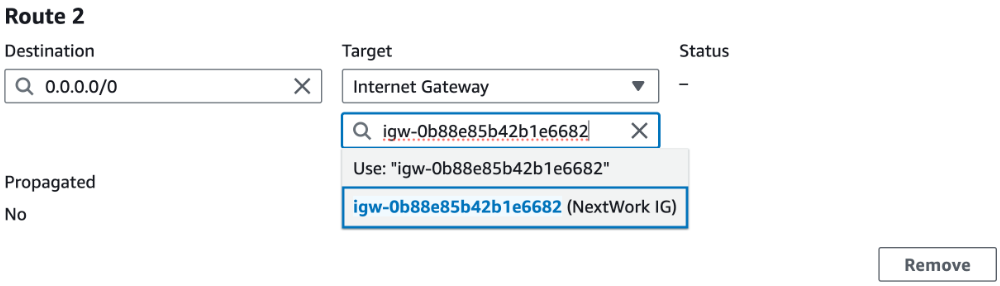 Route 2
Destination Target Status
0.0.0.0/0 Internet Gateway –
igw-0b88e85b42b1e6682
Use: "igw-0b88e85b42b1e6682"
Propagated
igw-0b88e85b42b1e6682 (NextWork IG)
No
Remove